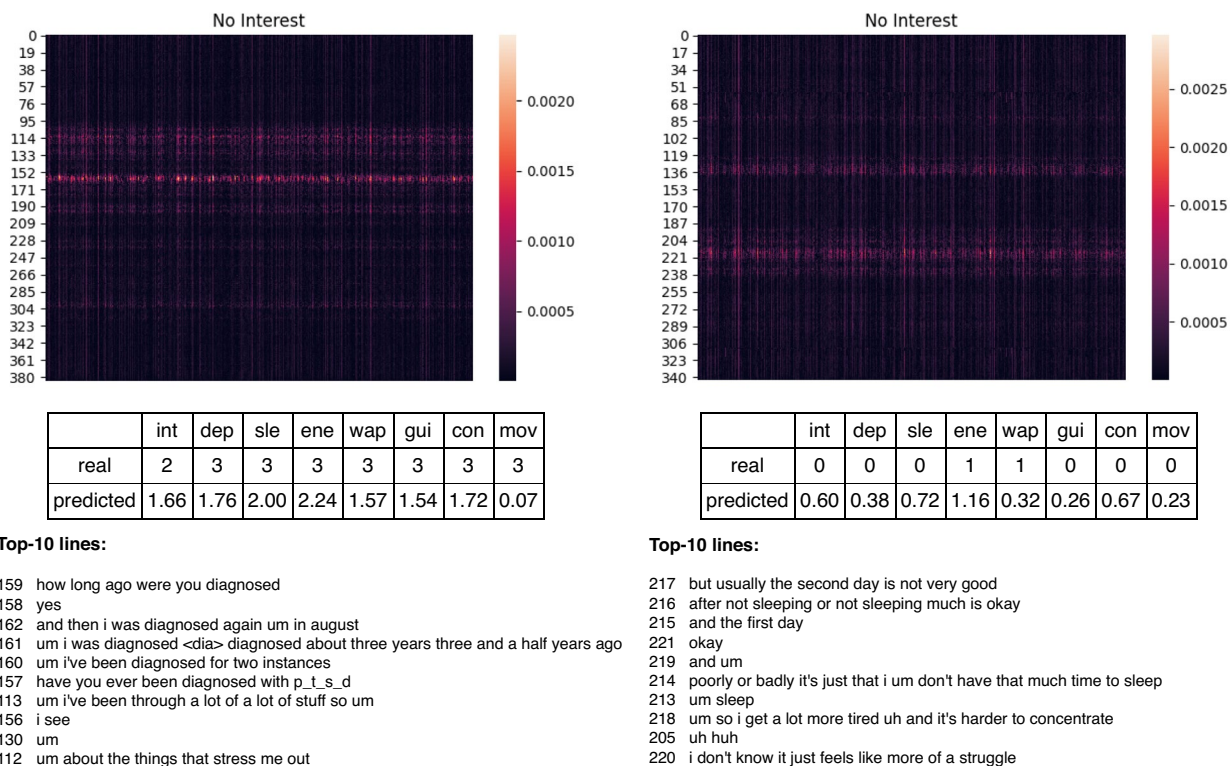 No Interest
0
19
38
57
76
95
114
133
152
171
190
209
228
247
266
285
304
323
342
361
380
0.0020
0.0015
0.0010
0.0005
int dep sle ene wap gui con mov
real 2 3 3 3 3 3 3 3
predicted 1.66 1.76 2.00 2.24 1.57 1.54 1.72 0.07
Top-10 lines:
159 how long ago were you diagnosed
158 yes
162 and then i was diagnosed again um in august
161 um i was diagnosed <dia> diagnosed about three years three and a half years ago
160 um i've been diagnosed for two instances
157 have you ever been diagnosed with p_t_s_d
113 um i've been through a lot of a lot of stuff so um
156 i see
130 um
112 um about the things that stress me out
No Interest
0
17
34
51
68
85
102
119
136
153
170
187
204
221
238
255
272
289
306
323
340
0.0025
0.0020
0.0015
0.0010
0.0005
int dep sle ene wap gui con mov
real 0 0 0 1 1 0 0 0
predicted 0.60 0.38 0.72 1.16 0.32 0.26 0.67 0.23
Top-10 lines:
217 but usually the second day is not very good
216 after not sleeping or not sleeping much is okay
215 and the first day
221 okay
219 and um
214 poorly or badly it's just that i um don't have that much time to sleep
213 um sleep
218 um so i get a lot more tired uh and it's harder to concentrate
205 uh huh
220 i don't know it just feels like more of a struggle